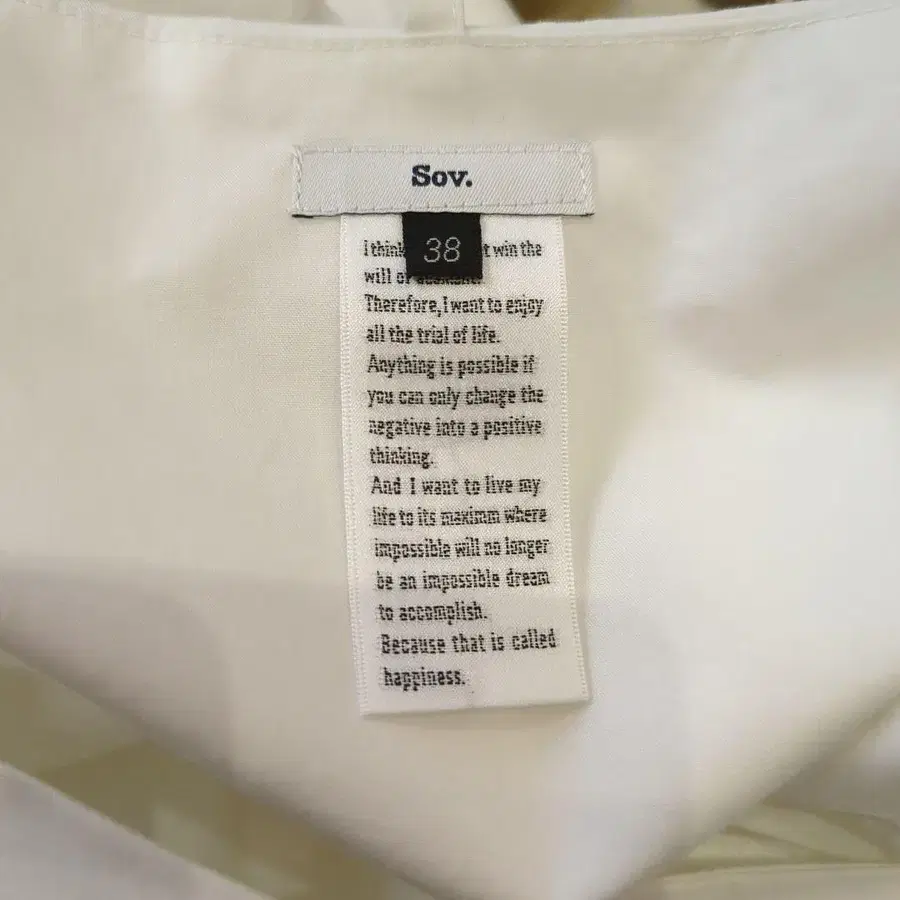 Sov.
38
I think t win the
will or
Therefore, I want to enjoy
all the trial of life.
Anything is possible if
you can only change the
negative into a positive
thinking.
And I want to live my
life to its maximm where
impossible will no longer
be an impossible dream
to accomplish.
Because that is called
happiness.